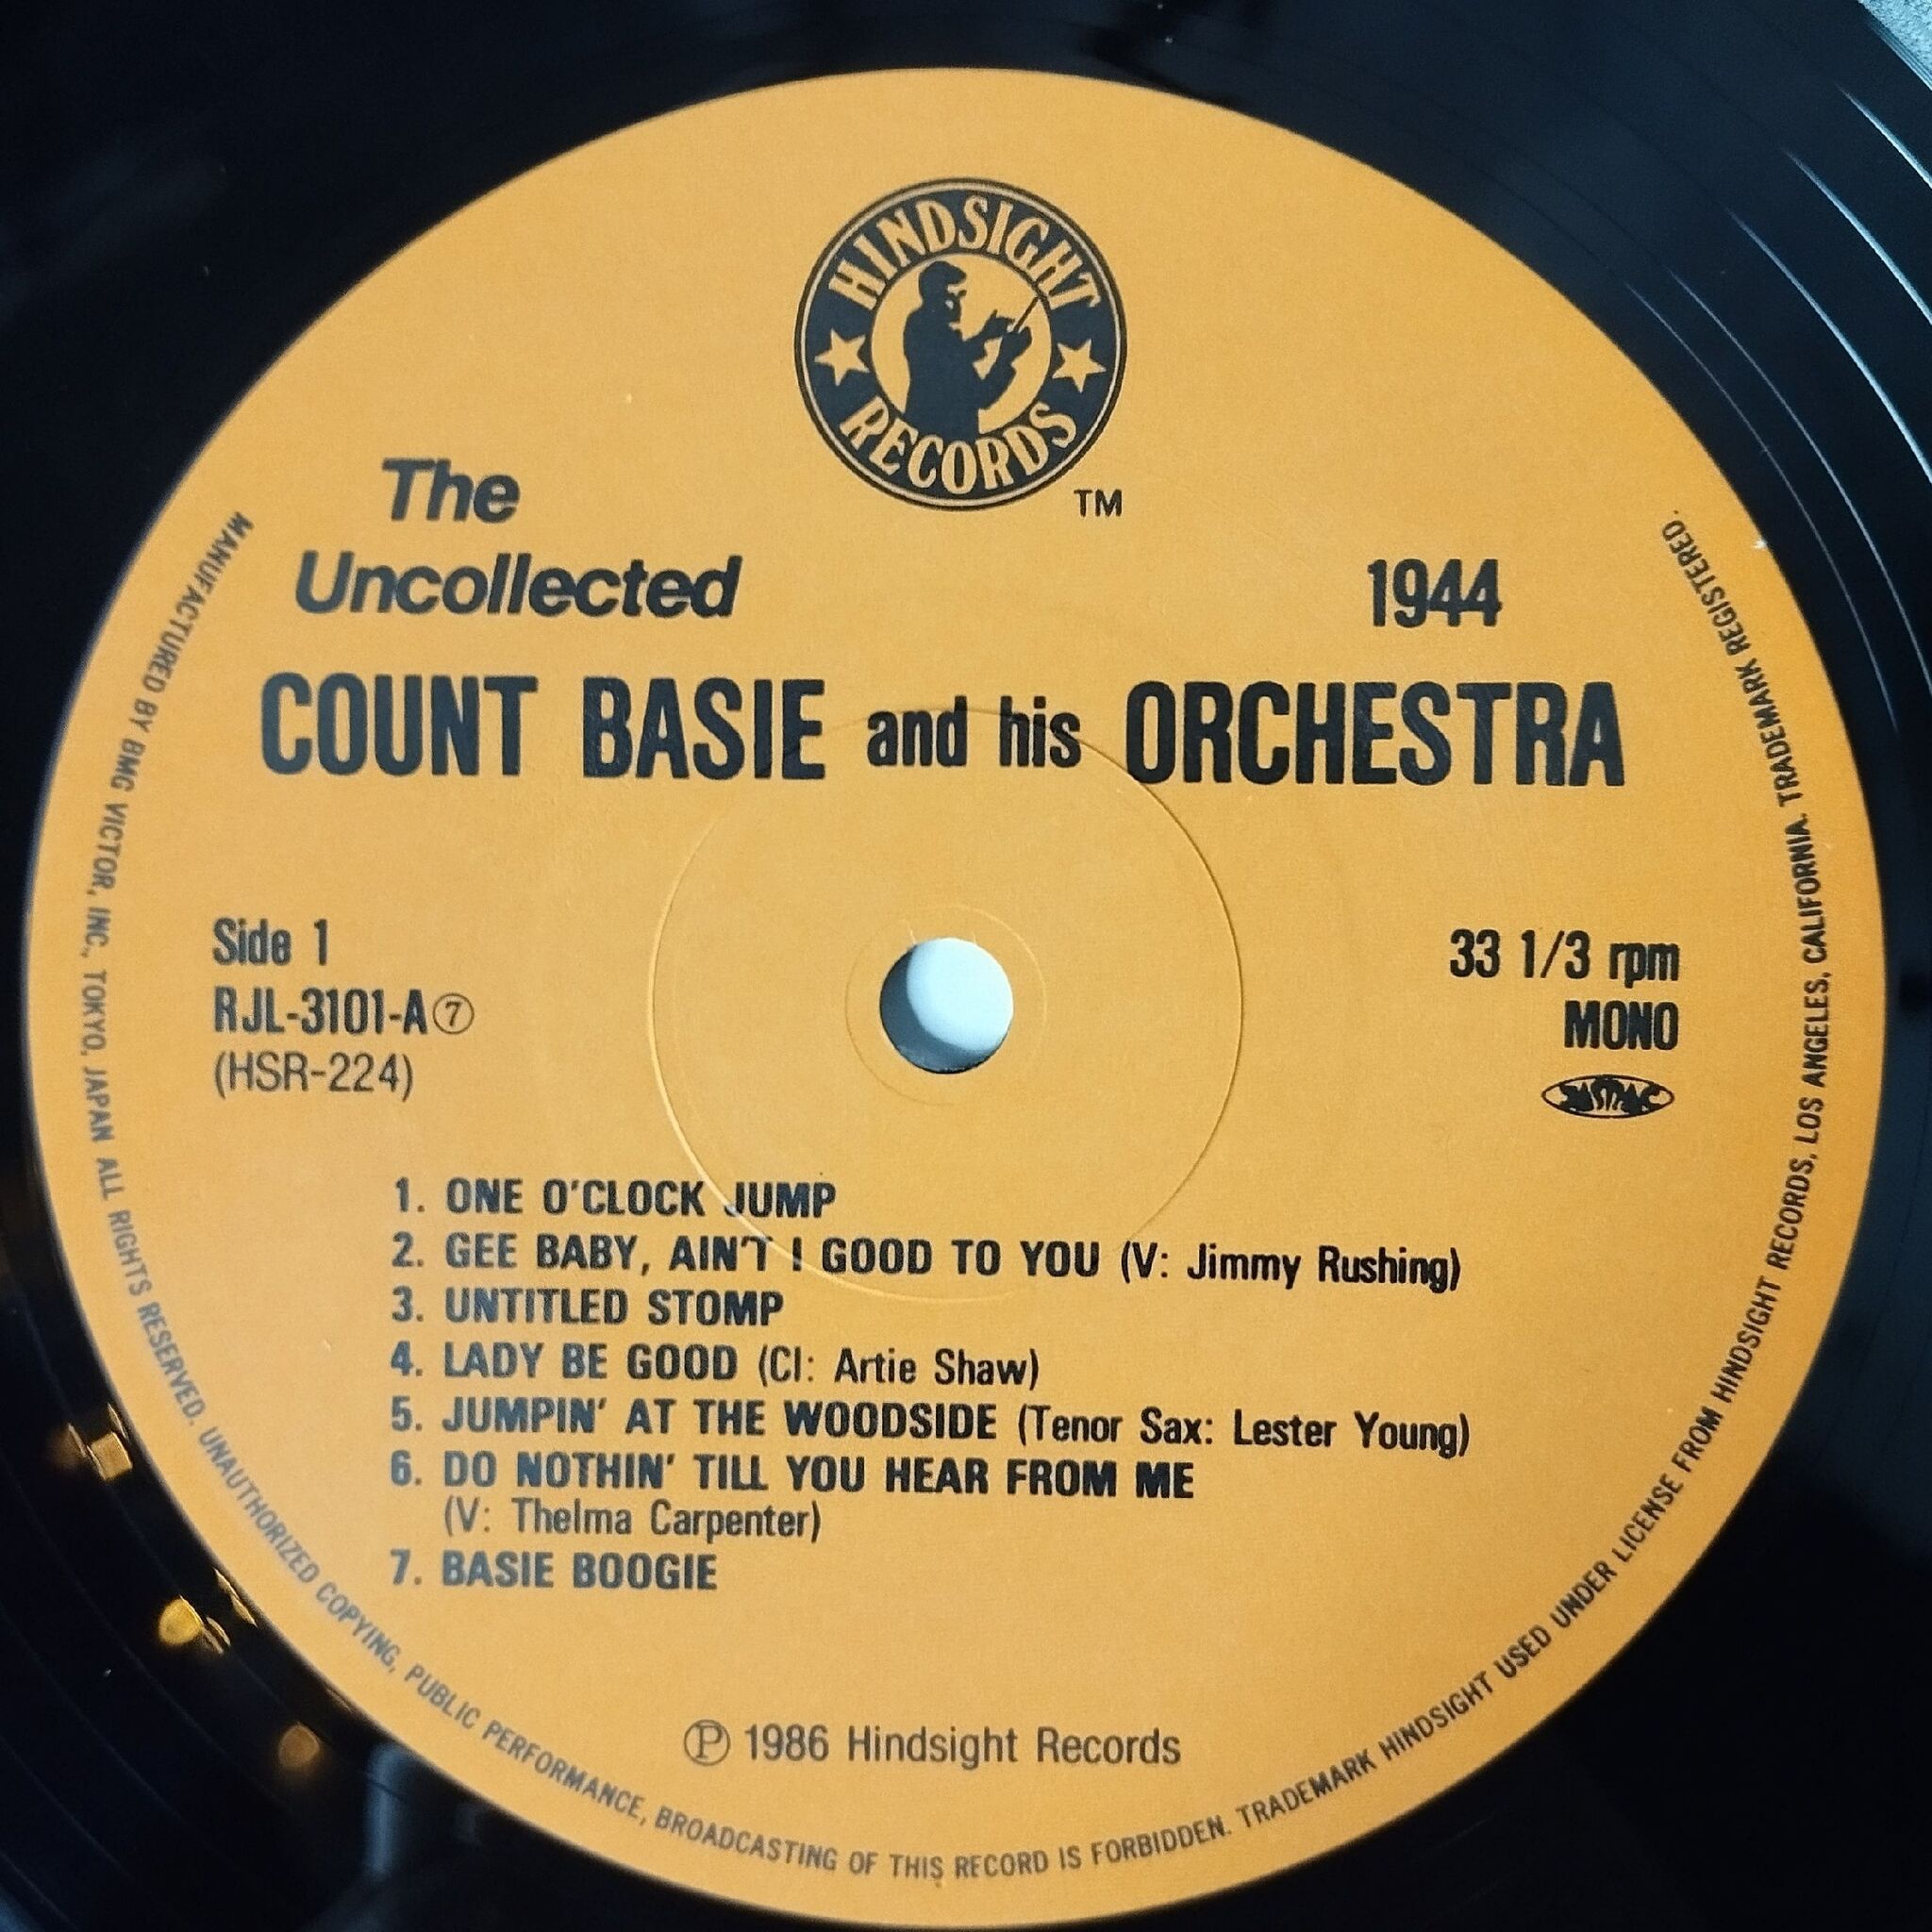 HINDSIGHT
RECORDS
TM
The
Uncollected
1944
COUNT BASIE and his ORCHESTRA
Side 1
RJL-3101-A⑦
(HSR-224)
33 1/3 rpm
MONO
JASRAC
1. ONE O'CLOCK JUMP
2. GEE BABY, AIN'T I GOOD TO YOU (V: Jimmy Rushing)
3. UNTITLED STOMP
4. LADY BE GOOD (Cl: Artie Shaw)
5. JUMPIN' AT THE WOODSIDE (Tenor Sax: Lester Young)
6. DO NOTHIN' TILL YOU HEAR FROM ME
(V: Thelma Carpenter)
7. BASIE BOOGIE
Ⓟ 1986 Hindsight Records
MANUFACTURED BY BMG VICTOR, INC., TOKYO, JAPAN ALL RIGHTS RESERVED. UNAUTHORIZED COPYING, PUBLIC PERFORMANCE, BROADCASTING OF THIS RECORD IS FORBIDDEN. TRADEMARK HINDSIGHT USED UNDER LICENSE FROM HINDSIGHT RECORDS, LOS ANGELES, CALIFORNIA. TRADEMARK REGISTERED.